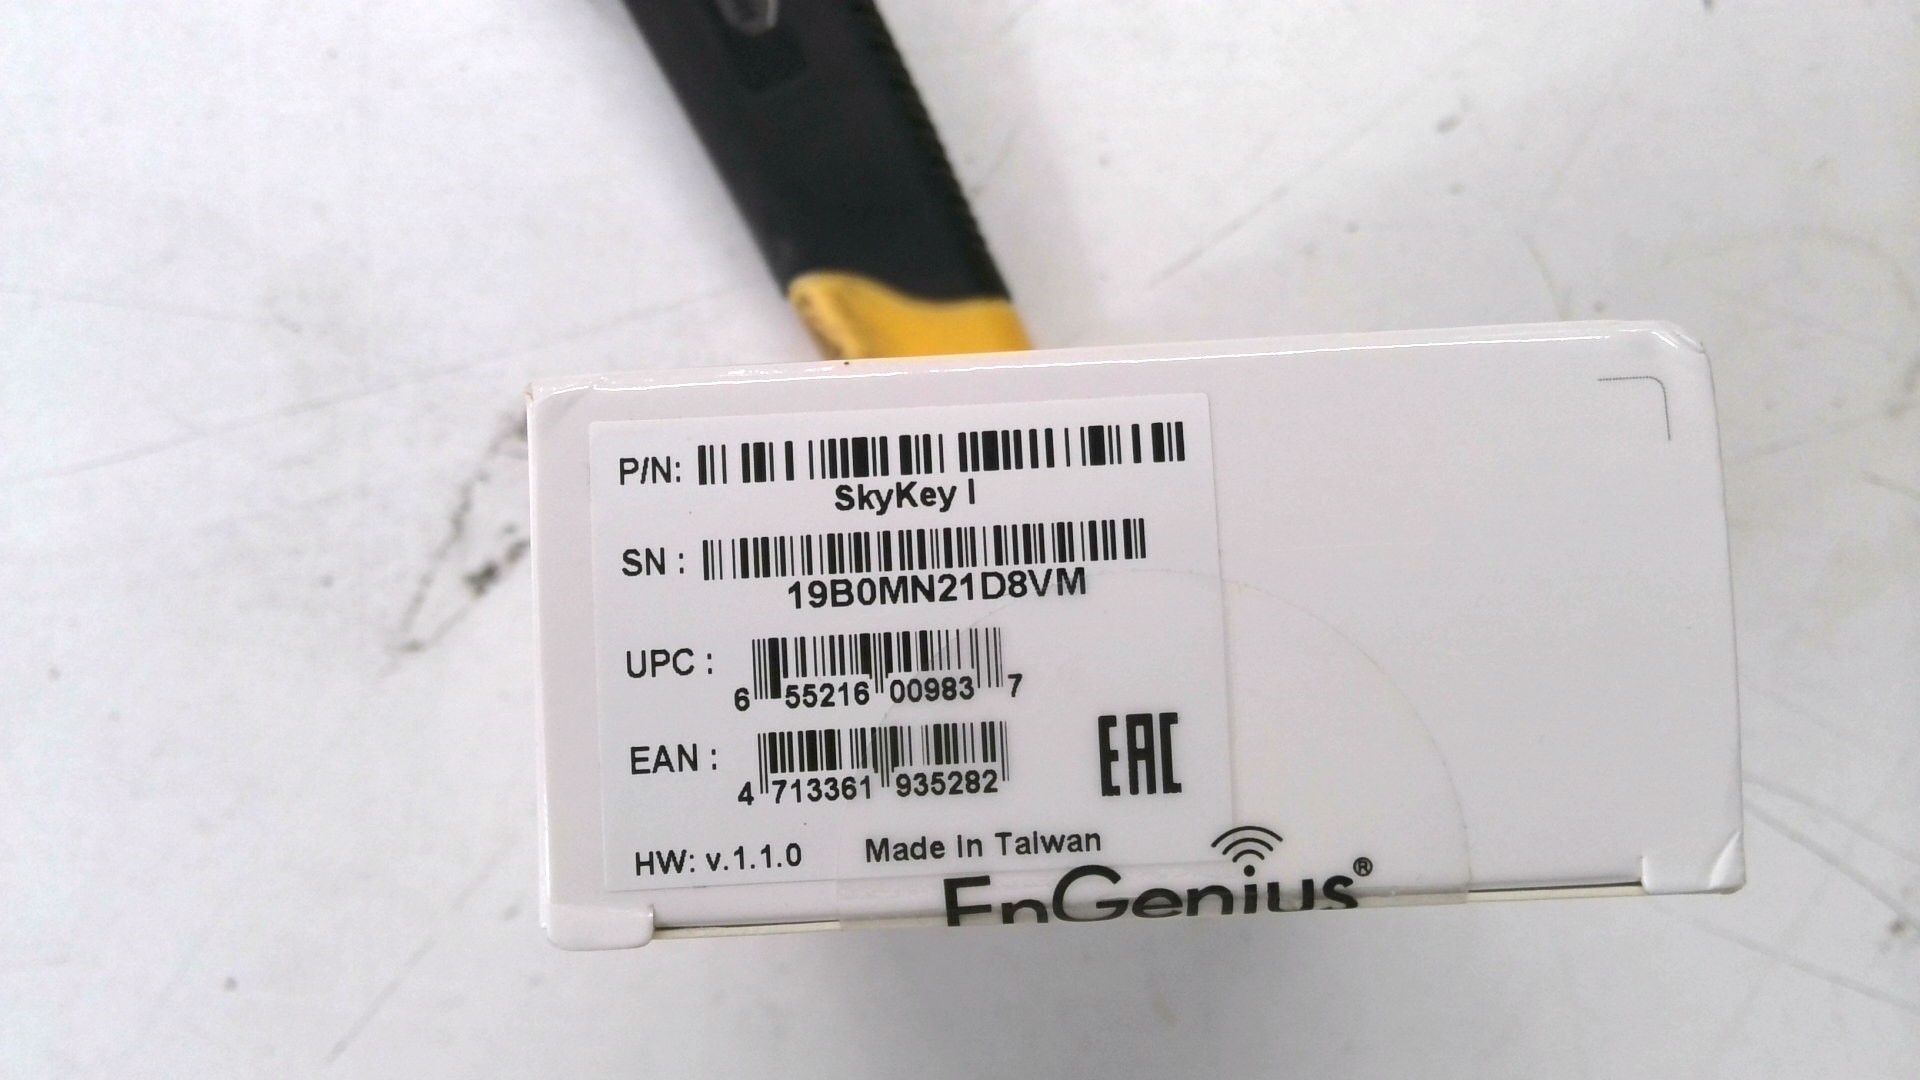 P/N:
SkyKey I
SN :
19B0MN21D8VM
UPC :
6 55216 00983 7
EAN :
4 713361 935282
EAC
HW: v.1.1.0 Made In Taiwan
EnGenius®